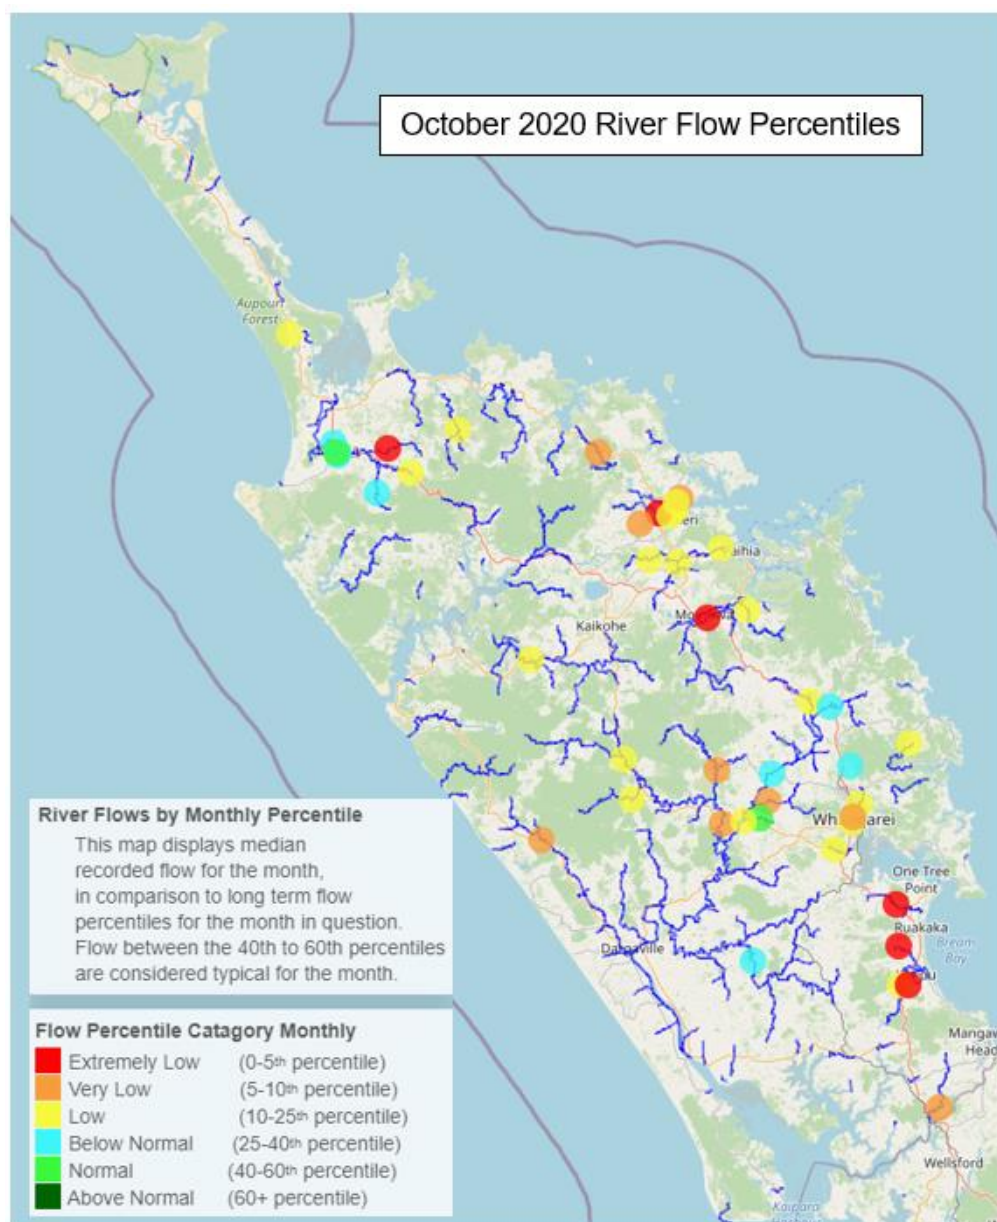 October 2020 River Flow Percentiles
Aupouri
Forest
Kaikohe
One Tree
Point
Ruakaka
Bream
Bay
Dargaville
Mangaw
Head
Wellsford
Kaipara
River Flows by Monthly Percentile
This map displays median
recorded flow for the month,
in comparison to long term flow
percentiles for the month in question.
Flow between the 40th to 60th percentiles
are considered typical for the month.
Flow Percentile Catagory Monthly
Extremely Low (0-5th percentile)
Very Low (5-10th percentile)
Low (10-25th percentile)
Below Normal (25-40th percentile)
Normal (40-60th percentile)
Above Normal (60+ percentile)